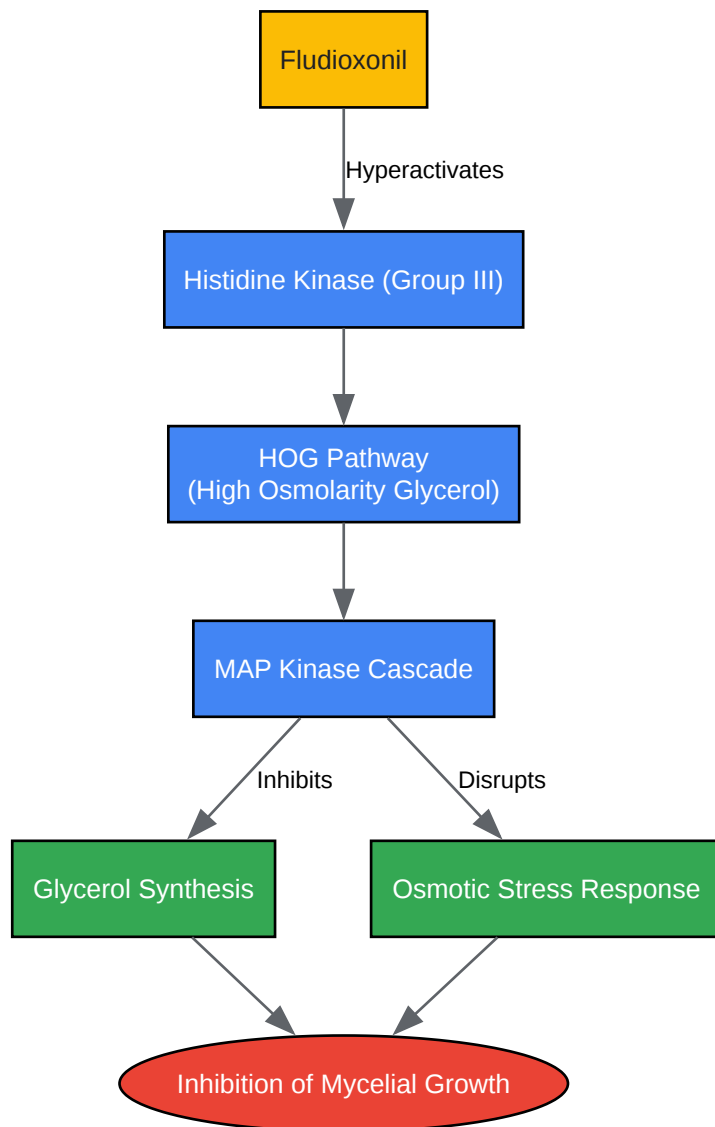 Fludioxonil
Hyperactivates
Histidine Kinase (Group III)
HOG Pathway
(High Osmolarity Glycerol)
MAP Kinase Cascade
Inhibits
Disrupts
Glycerol Synthesis
Osmotic Stress Response
Inhibition of Mycelial Growth